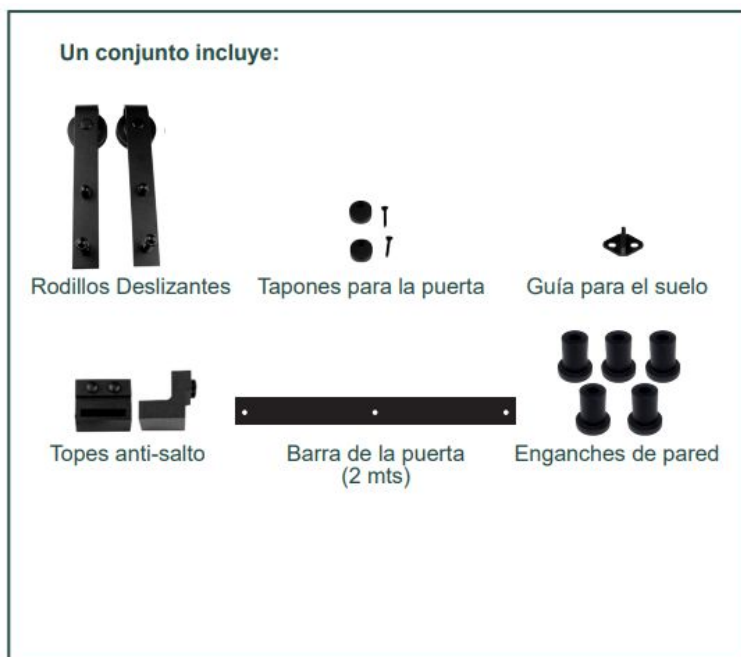 Un conjunto incluye:
Rodillos Deslizantes
Tapones para la puerta
Guía para el suelo
Topes anti-salto
Barra de la puerta
(2 mts)
Enganches de pared